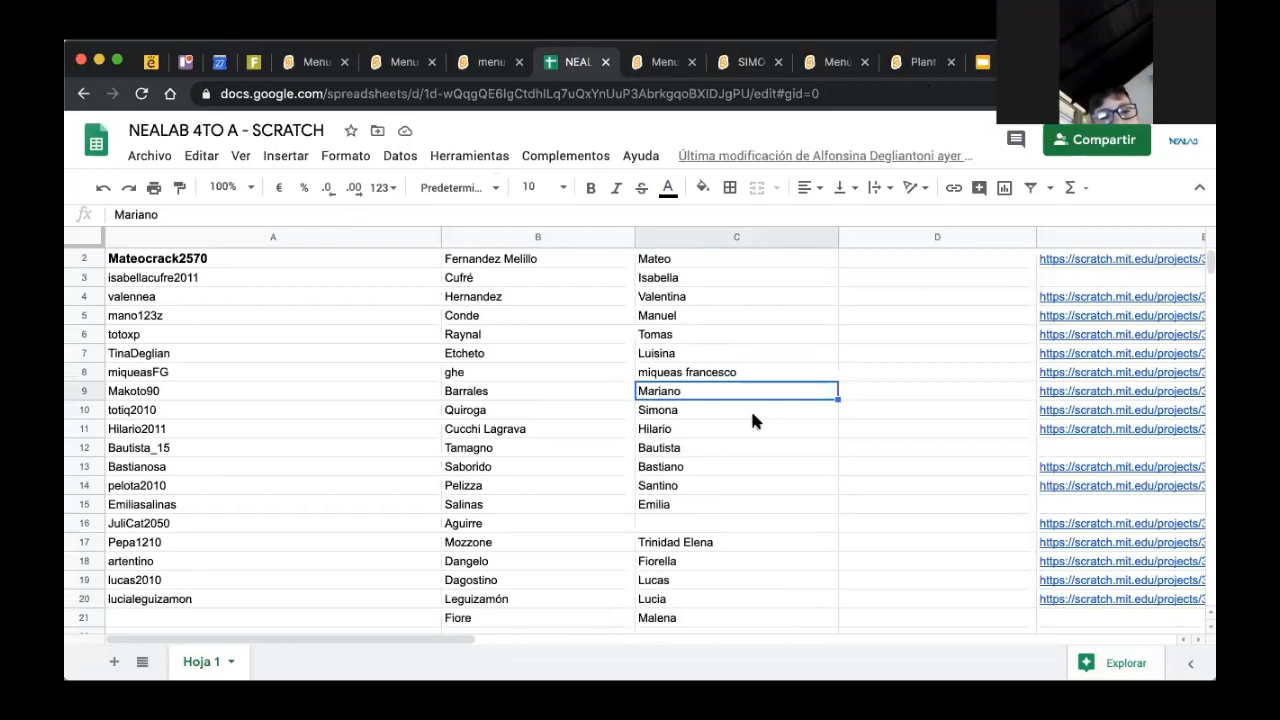 Menu
Menu
menu
NEAL
Menu
SIMO
Menú
Plant
docs.google.com/spreadsheets/d/1d-wQqgQE6IgCtdhILq7uQxYnUuP3AbrkgqoBXIDJgPU/edit#gid=0
NEALAB 4TO A - SCRATCH
Compartir
NEALAB
Archivo Editar Ver Insertar Formato Datos Herramientas Complementos Ayuda Última modificación de Alfonsina Degliantoni ayer ...
100% € % .0 .00 123 Predetermi... 10 B I S A Σ
fx Mariano
A B C D E
2 Mateocrack2570 Fernandez Melillo Mateo https://scratch.mit.edu/projects/3
3 isabellacufre2011 Cufré Isabella
4 valennea Hernandez Valentina https://scratch.mit.edu/projects/3
5 mano123z Conde Manuel https://scratch.mit.edu/projects/3
6 totoxp Raynal Tomas https://scratch.mit.edu/projects/3
7 TinaDeglian Etcheto Luisina https://scratch.mit.edu/projects/3
8 miqueasFG ghe miqueas francesco https://scratch.mit.edu/projects/3
9 Makoto90 Barrales Mariano https://scratch.mit.edu/projects/3
10 totiq2010 Quiroga Simona https://scratch.mit.edu/projects/3
11 Hilario2011 Cucchi Lagrava Hilario https://scratch.mit.edu/projects/3
12 Bautista_15 Tamagno Bautista
13 Bastianosa Saborido Bastiano https://scratch.mit.edu/projects/3
14 pelota2010 Pelizza Santino https://scratch.mit.edu/projects/3
15 Emiliasalinas Salinas Emilia
16 JuliCat2050 Aguirre https://scratch.mit.edu/projects/3
17 Pepa1210 Mozzone Trinidad Elena https://scratch.mit.edu/projects/3
18 artentino Dangelo Fiorella https://scratch.mit.edu/projects/3
19 lucas2010 Dagostino Lucas https://scratch.mit.edu/projects/3
20 lucialeguizamon Leguizamón Lucia https://scratch.mit.edu/projects/3
21 Fiore Malena
Hoja 1
Explorar